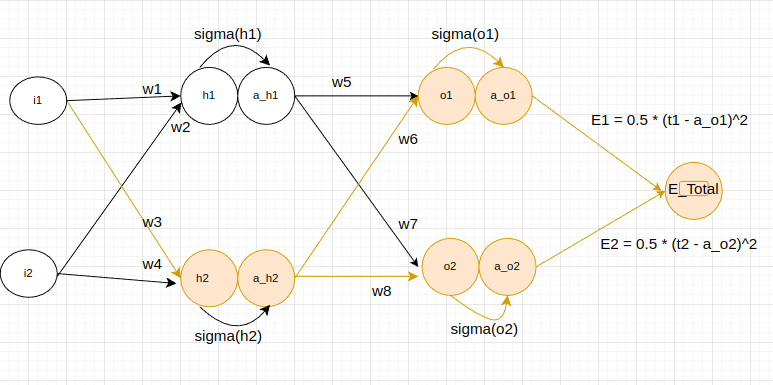 sigma(h1)
sigma(o1)
i1
w1
h1
a_h1
w5
o1
a_o1
w2
w6
E1 = 0.5 * (t1 - a_o1)^2
E_Total
w3
w7
i2
w4
h2
a_h2
w8
o2
a_o2
E2 = 0.5 * (t2 - a_o2)^2
sigma(h2)
sigma(o2)